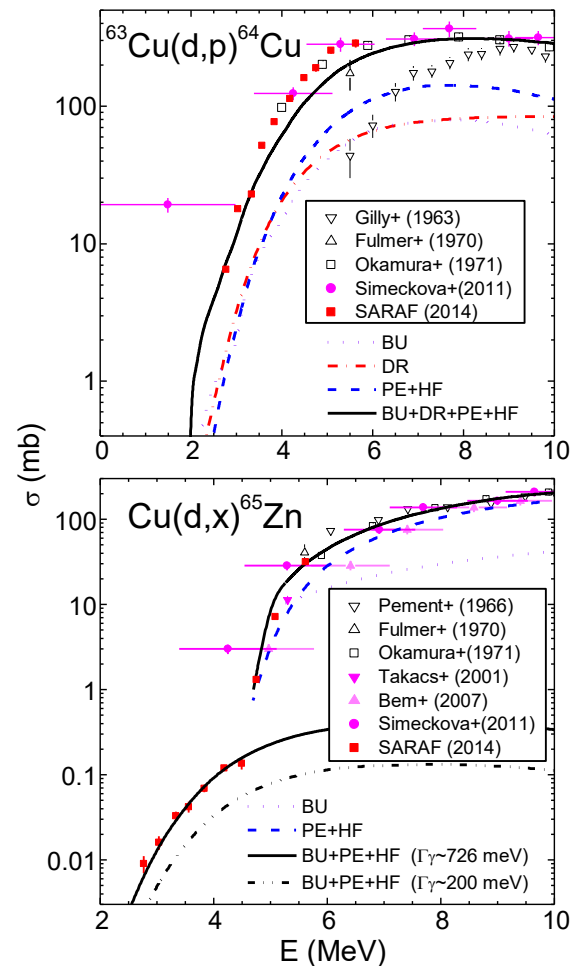 ⁶³Cu(d,p)⁶⁴Cu
100
10
1
Gilly+ (1963)
Fulmer+ (1970)
Okamura+ (1971)
Simeckova+(2011)
SARAF (2014)
BU
DR
PE+HF
BU+DR+PE+HF
0 2 4 6 8 10
σ (mb)
Cu(d,x)⁶⁵Zn
100
10
1
0.1
0.01
Pement+ (1966)
Fulmer+ (1970)
Okamura+(1971)
Takacs+ (2001)
Bem+ (2007)
Simeckova+(2011)
SARAF (2014)
BU
PE+HF
BU+PE+HF (Γγ~726 meV)
BU+PE+HF (Γγ~200 meV)
2 4 6 8 10
E (MeV)